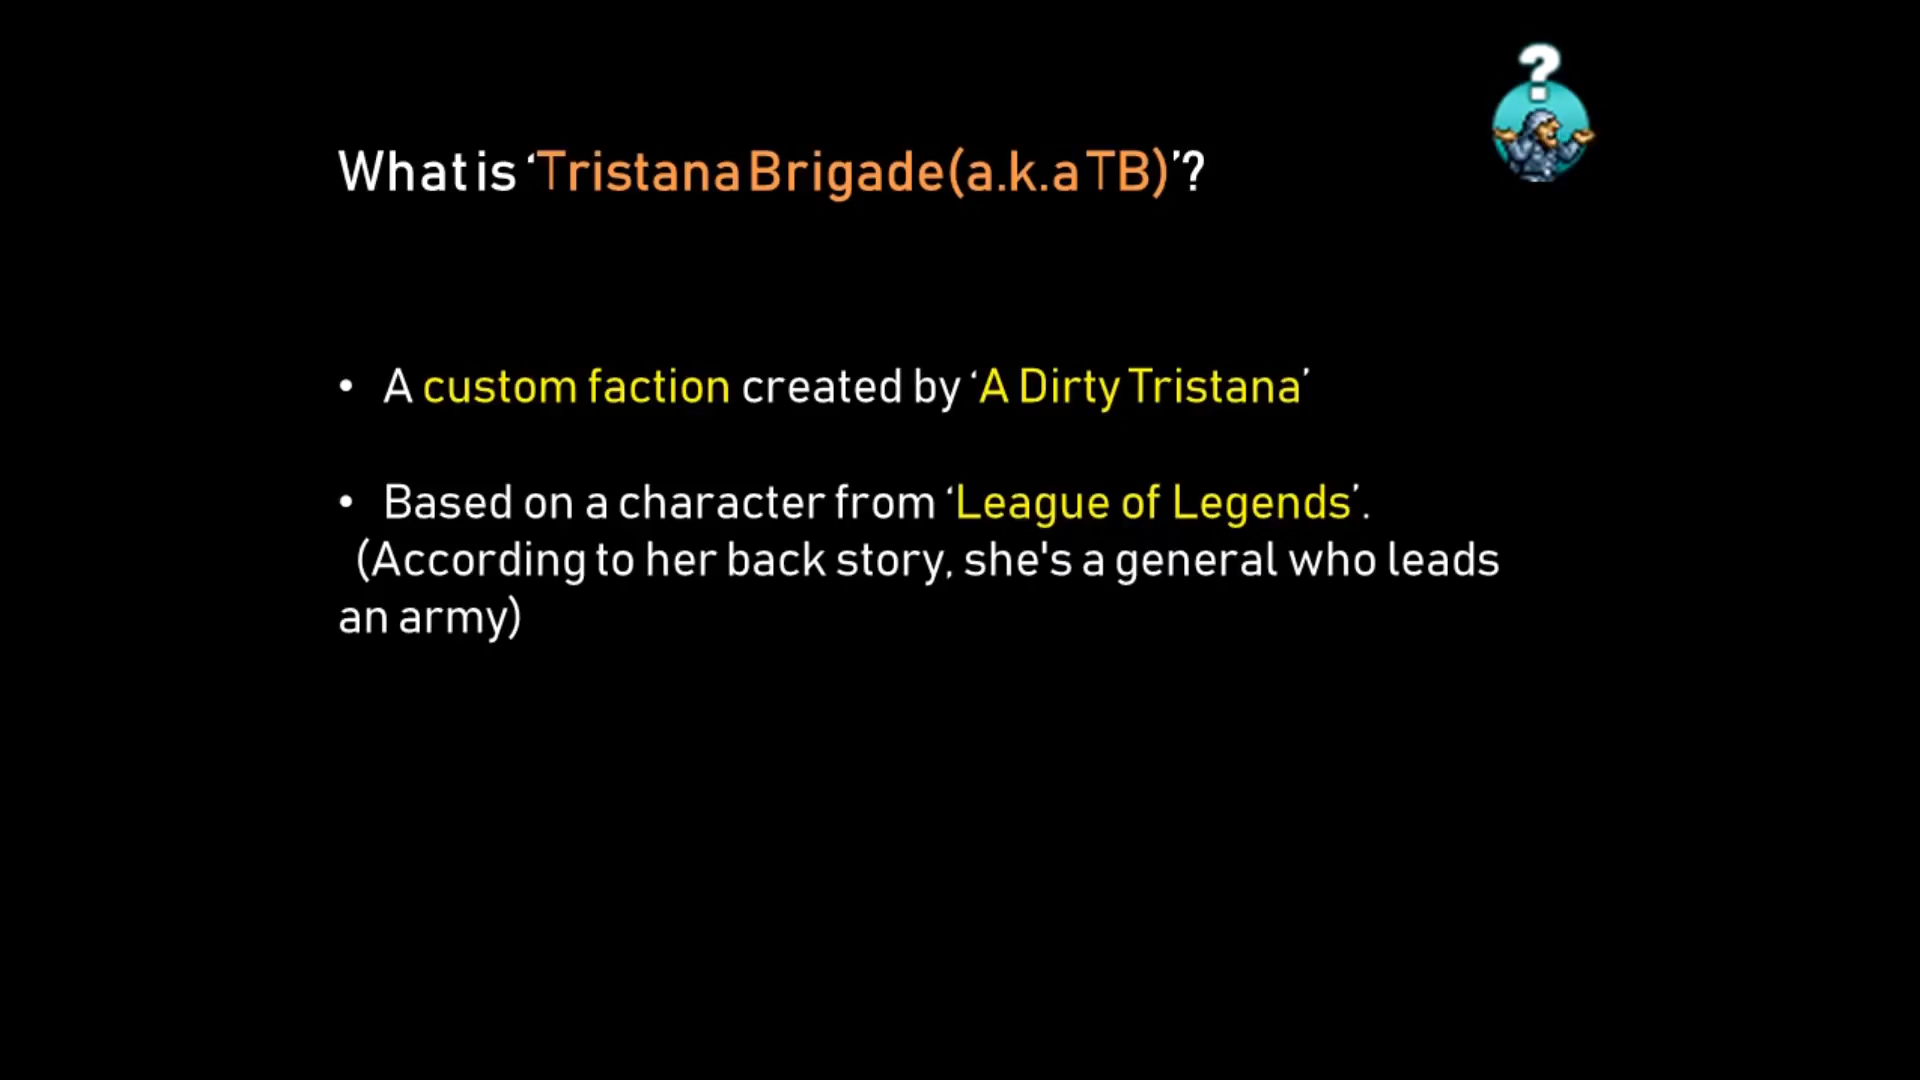 What is ‘Tristana Brigade(a.k.a TB)’?
• A custom faction created by ‘A Dirty Tristana’
• Based on a character from ‘League of Legends’.
(According to her back story, she's a general who leads
an army)